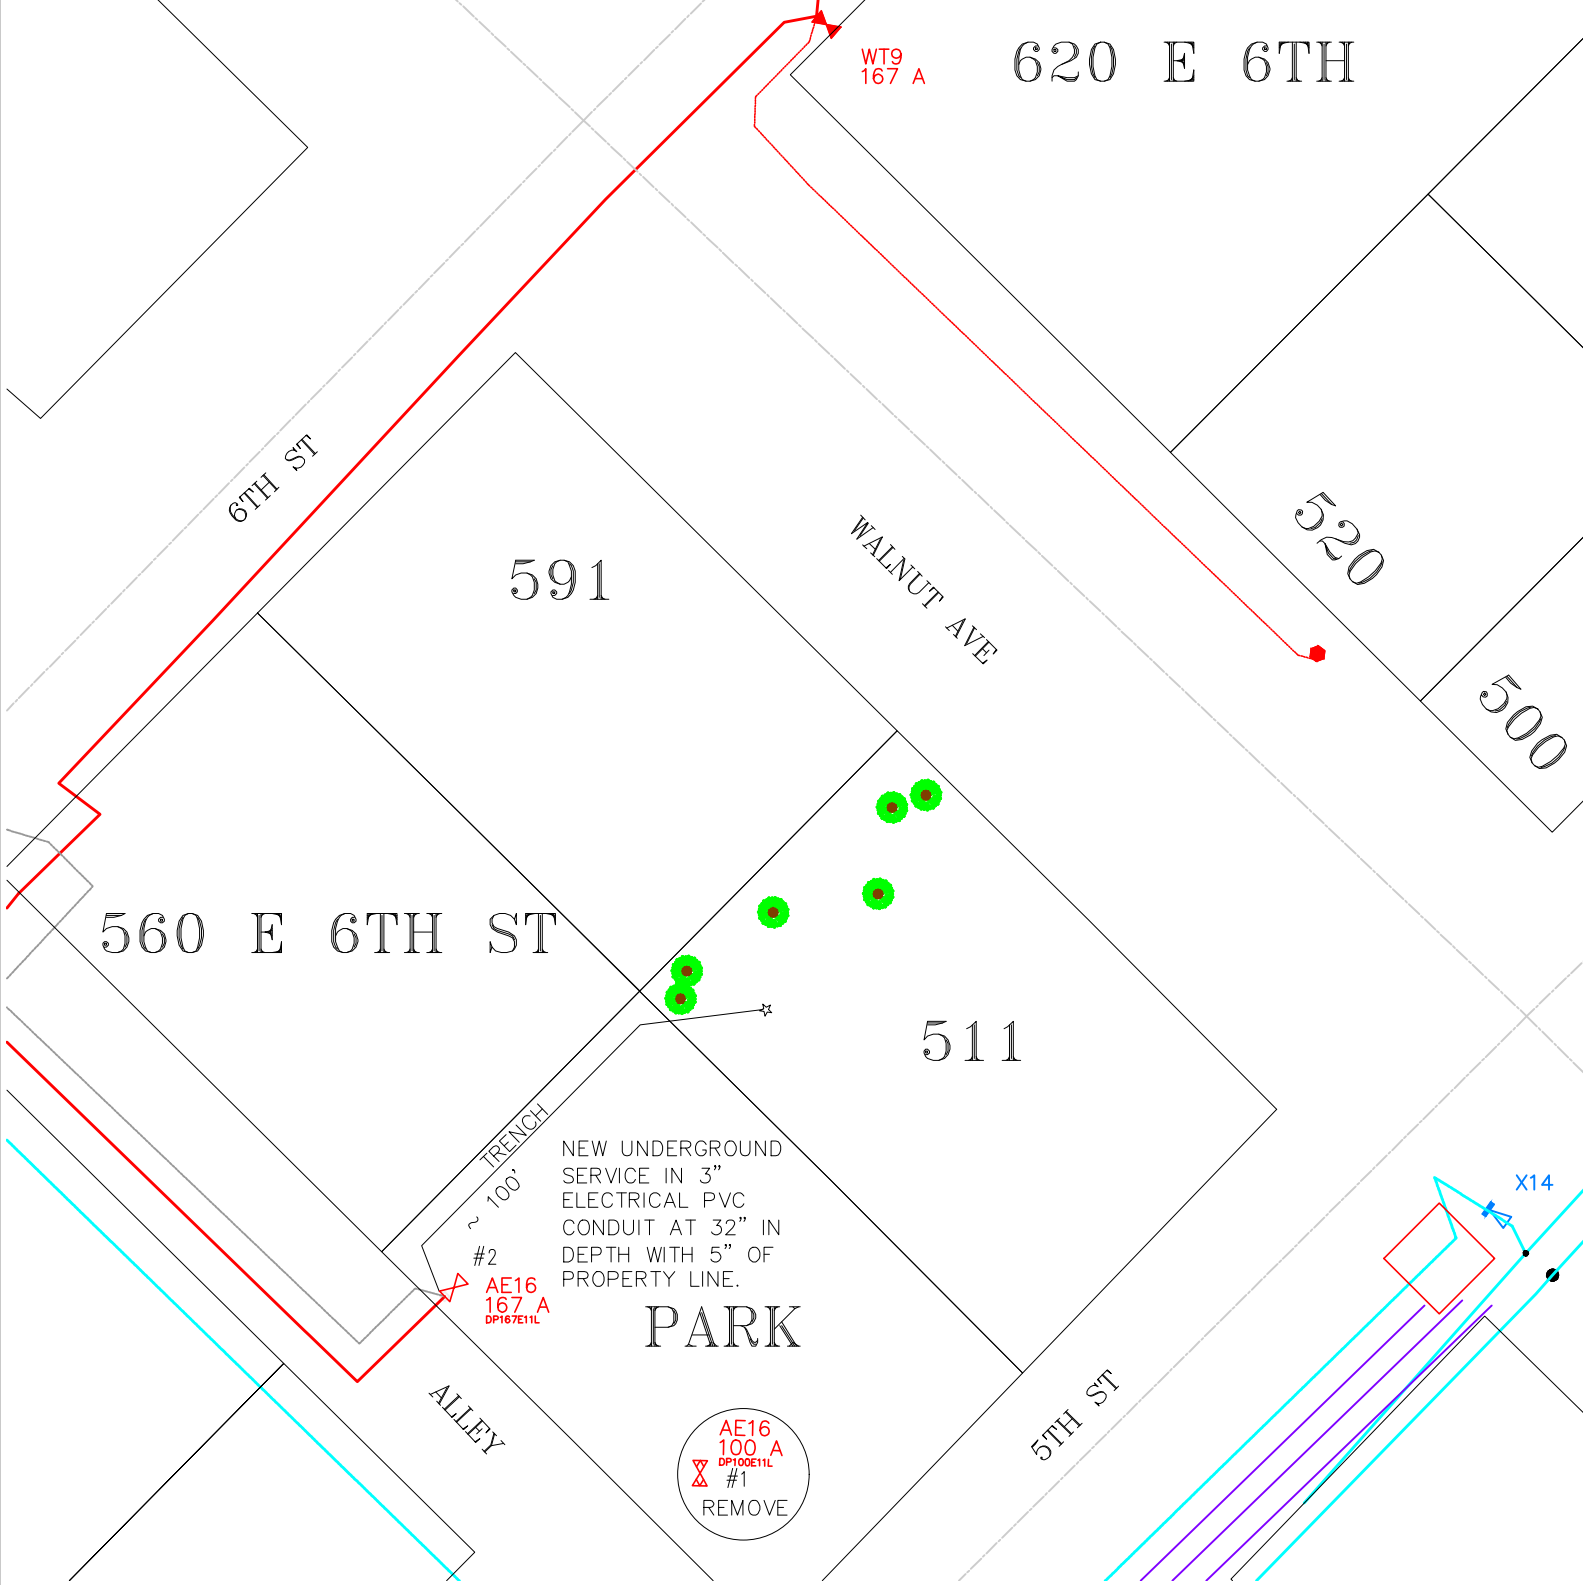 WT9
167 A
620 E 6TH
6TH ST
591
WALNUT AVE
520
500
560 E 6TH ST
511
TRENCH
~ 100'
NEW UNDERGROUND
SERVICE IN 3"
ELECTRICAL PVC
CONDUIT AT 32" IN
DEPTH WITH 5" OF
PROPERTY LINE.
#2
AE16
167 A
DP167E11L
PARK
X14
ALLEY
5TH ST
AE16
100 A
DP100E11L
#1
REMOVE